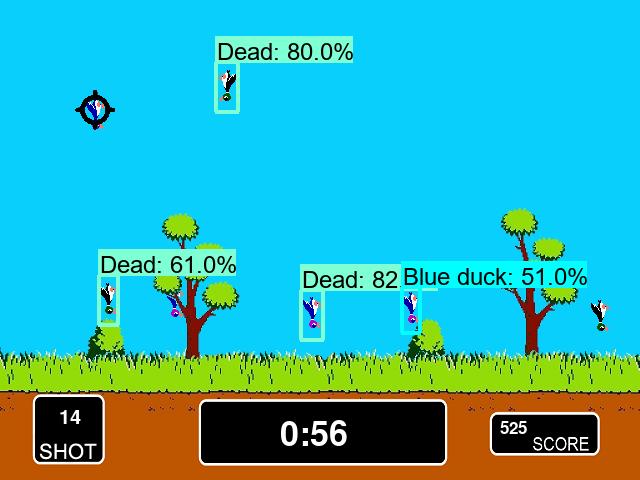 Dead: 80.0%
Dead: 61.0%
Dead: 82.
Blue duck: 51.0%
14
SHOT
0:56
525
SCORE